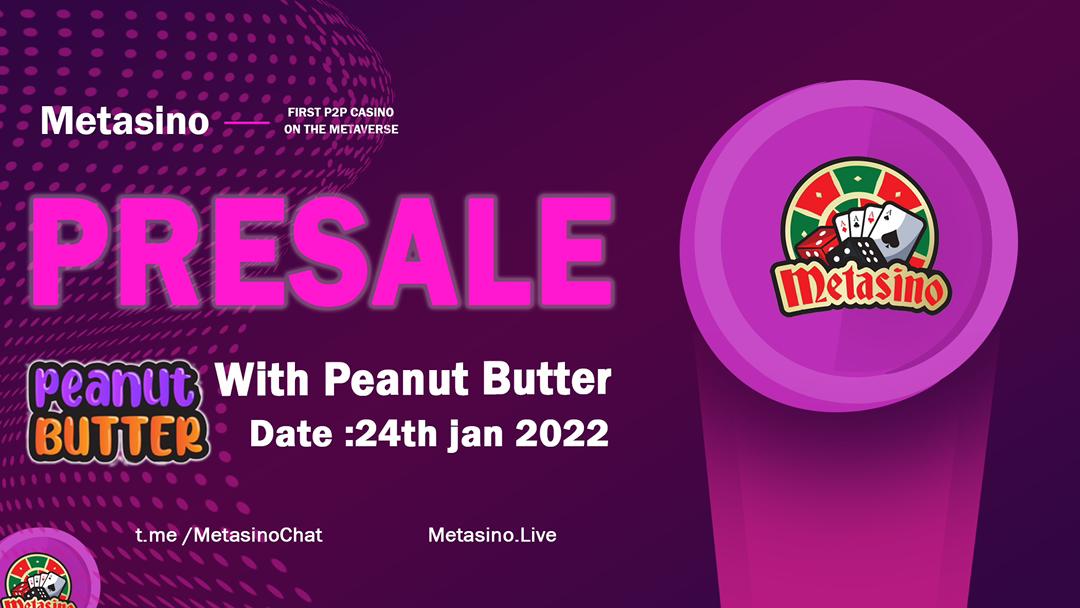 Metasino
FIRST P2P CASINO
ON THE METAVERSE
PRESALE
Metasino
Peanut
BUTTER
With Peanut Butter
Date :24th jan 2022
t.me /MetasinoChat
Metasino.Live
Metasino